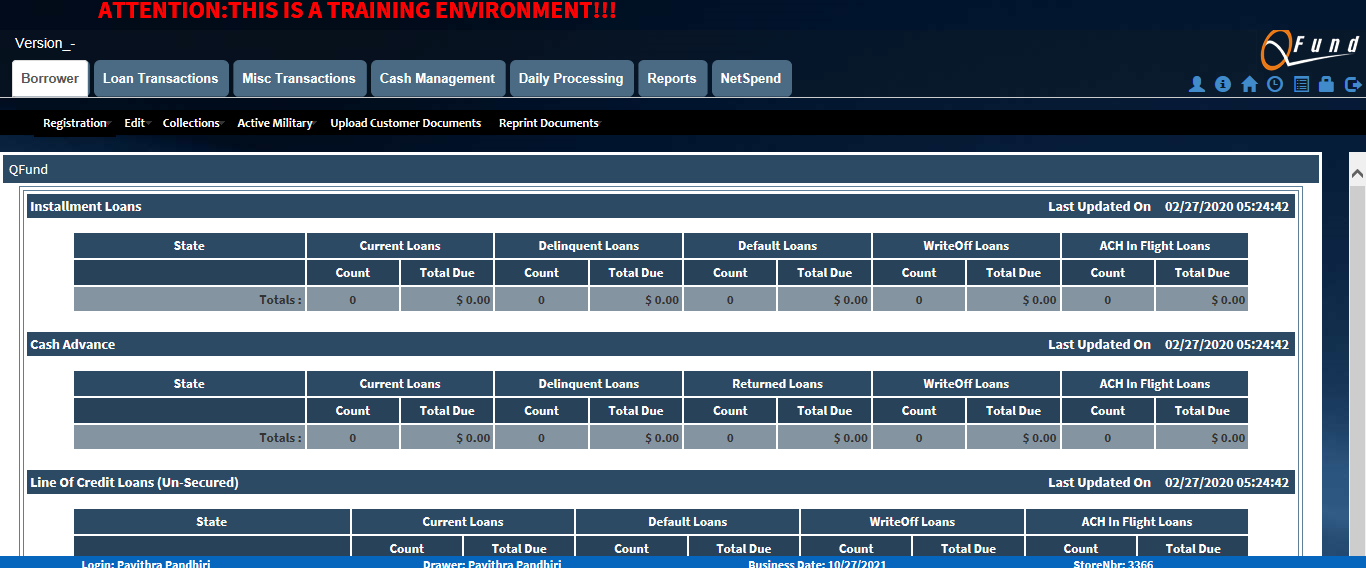 ATTENTION:THIS IS A TRAINING ENVIRONMENT!!!
Version_-
QFund
Borrower Loan Transactions Misc Transactions Cash Management Daily Processing Reports NetSpend
Registration Edit Collections Active Military Upload Customer Documents Reprint Documents
QFund
Installment Loans Last Updated On 02/27/2020 05:24:42
State Current Loans Delinquent Loans Default Loans WriteOff Loans ACH In Flight Loans
Count Total Due Count Total Due Count Total Due Count Total Due Count Total Due
Totals : 0 $ 0.00 0 $ 0.00 0 $ 0.00 0 $ 0.00 0 $ 0.00
Cash Advance Last Updated On 02/27/2020 05:24:42
State Current Loans Delinquent Loans Returned Loans WriteOff Loans ACH In Flight Loans
Count Total Due Count Total Due Count Total Due Count Total Due Count Total Due
Totals : 0 $ 0.00 0 $ 0.00 0 $ 0.00 0 $ 0.00 0 $ 0.00
Line Of Credit Loans (Un-Secured) Last Updated On 02/27/2020 05:24:42
State Current Loans Default Loans WriteOff Loans ACH In Flight Loans
Count Total Due Count Total Due Count Total Due Count Total Due
Login: Pavithra Pandhiri Drawer: Pavithra Pandhiri Business Date: 10/27/2021 StoreNbr: 3366